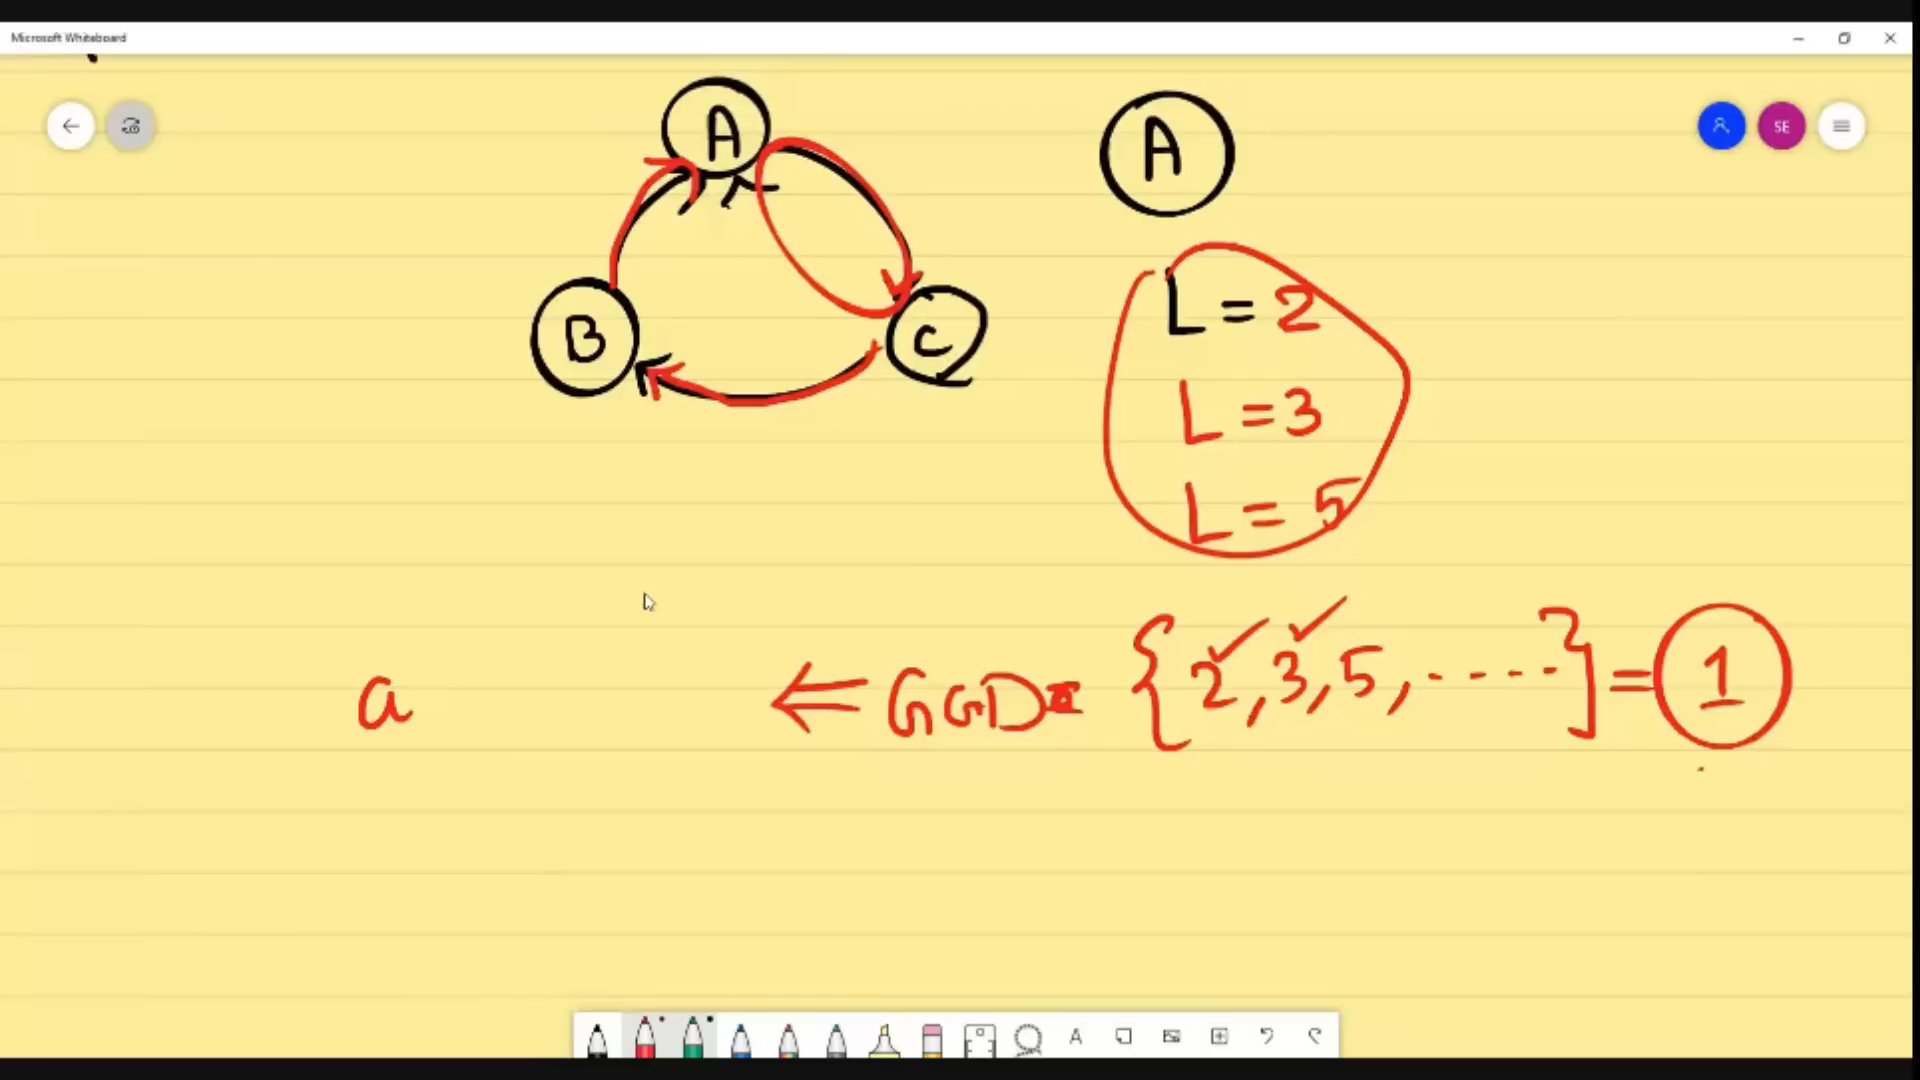 Microsoft Whiteboard
A
A
SE
L = 2
B
C
L = 3
L = 5
a ⇐ GCD = {2, 3, 5, .....} = 1
A